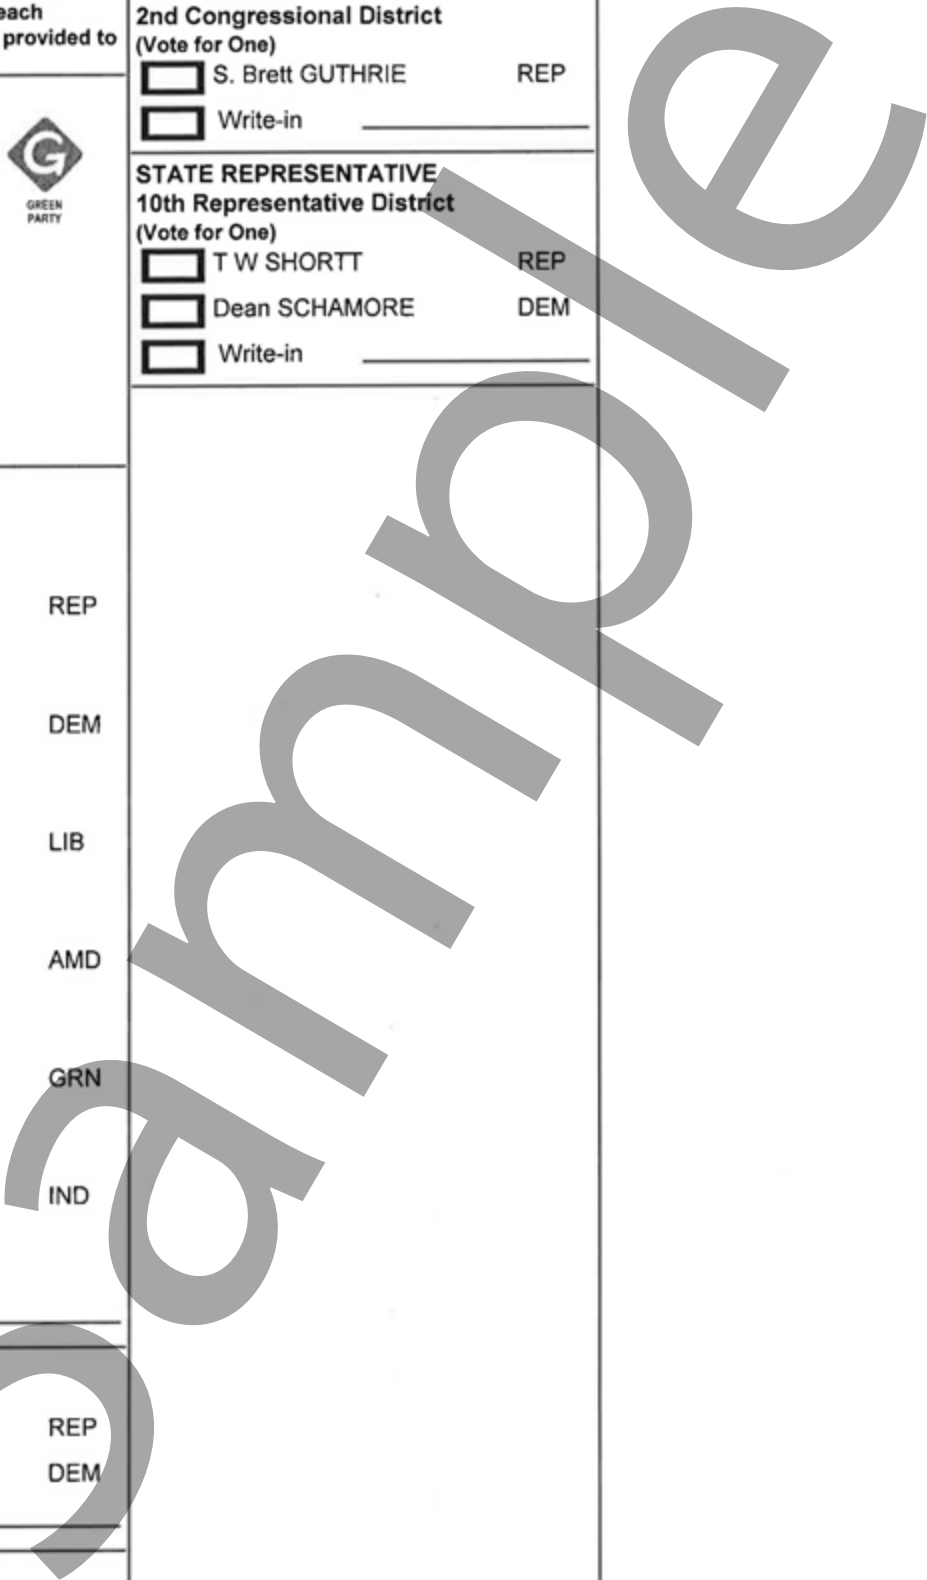 each
provided to
G
GREEN
PARTY
REP
DEM
LIB
AMD
GRN
IND
REP
DEM
2nd Congressional District
(Vote for One)
S. Brett GUTHRIE REP
Write-in
STATE REPRESENTATIVE
10th Representative District
(Vote for One)
T W SHORTT REP
Dean SCHAMORE DEM
Write-in
ample